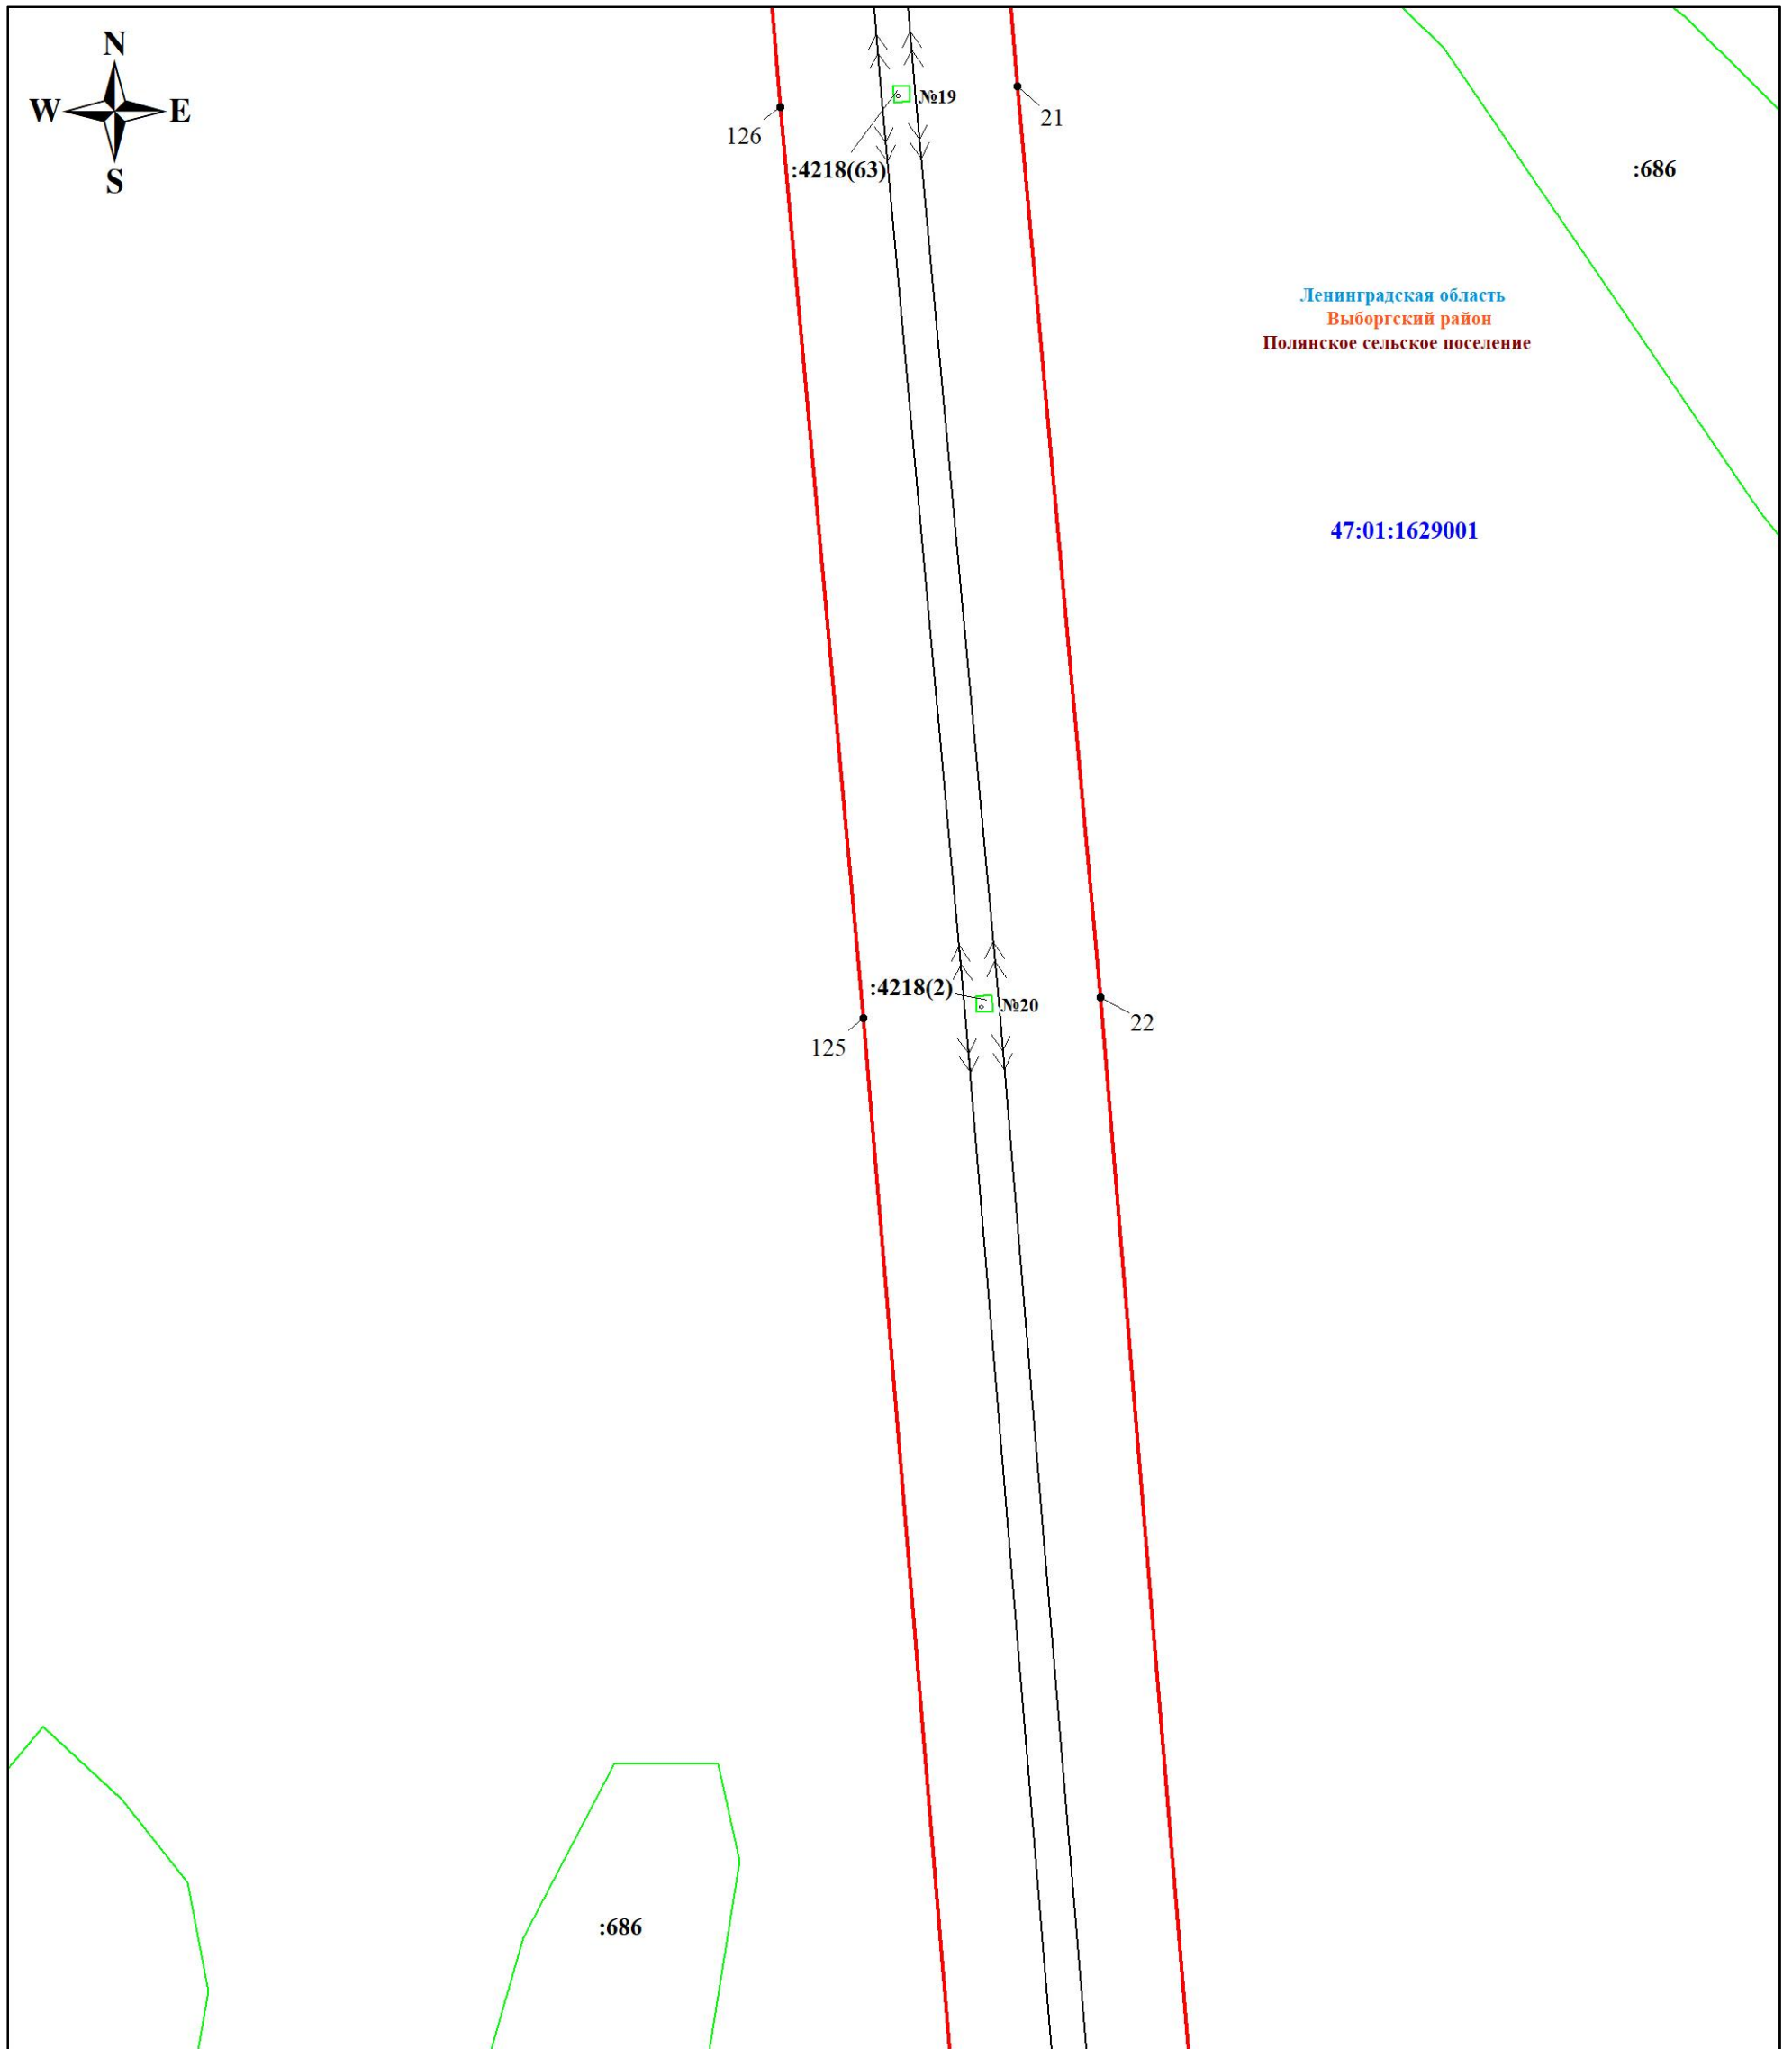 N
W E
S
№19
126
21
:4218(63)
:686
Ленинградская область
Выборгский район
Полянское сельское поселение
47:01:1629001
:4218(2)
№20
22
125
:686